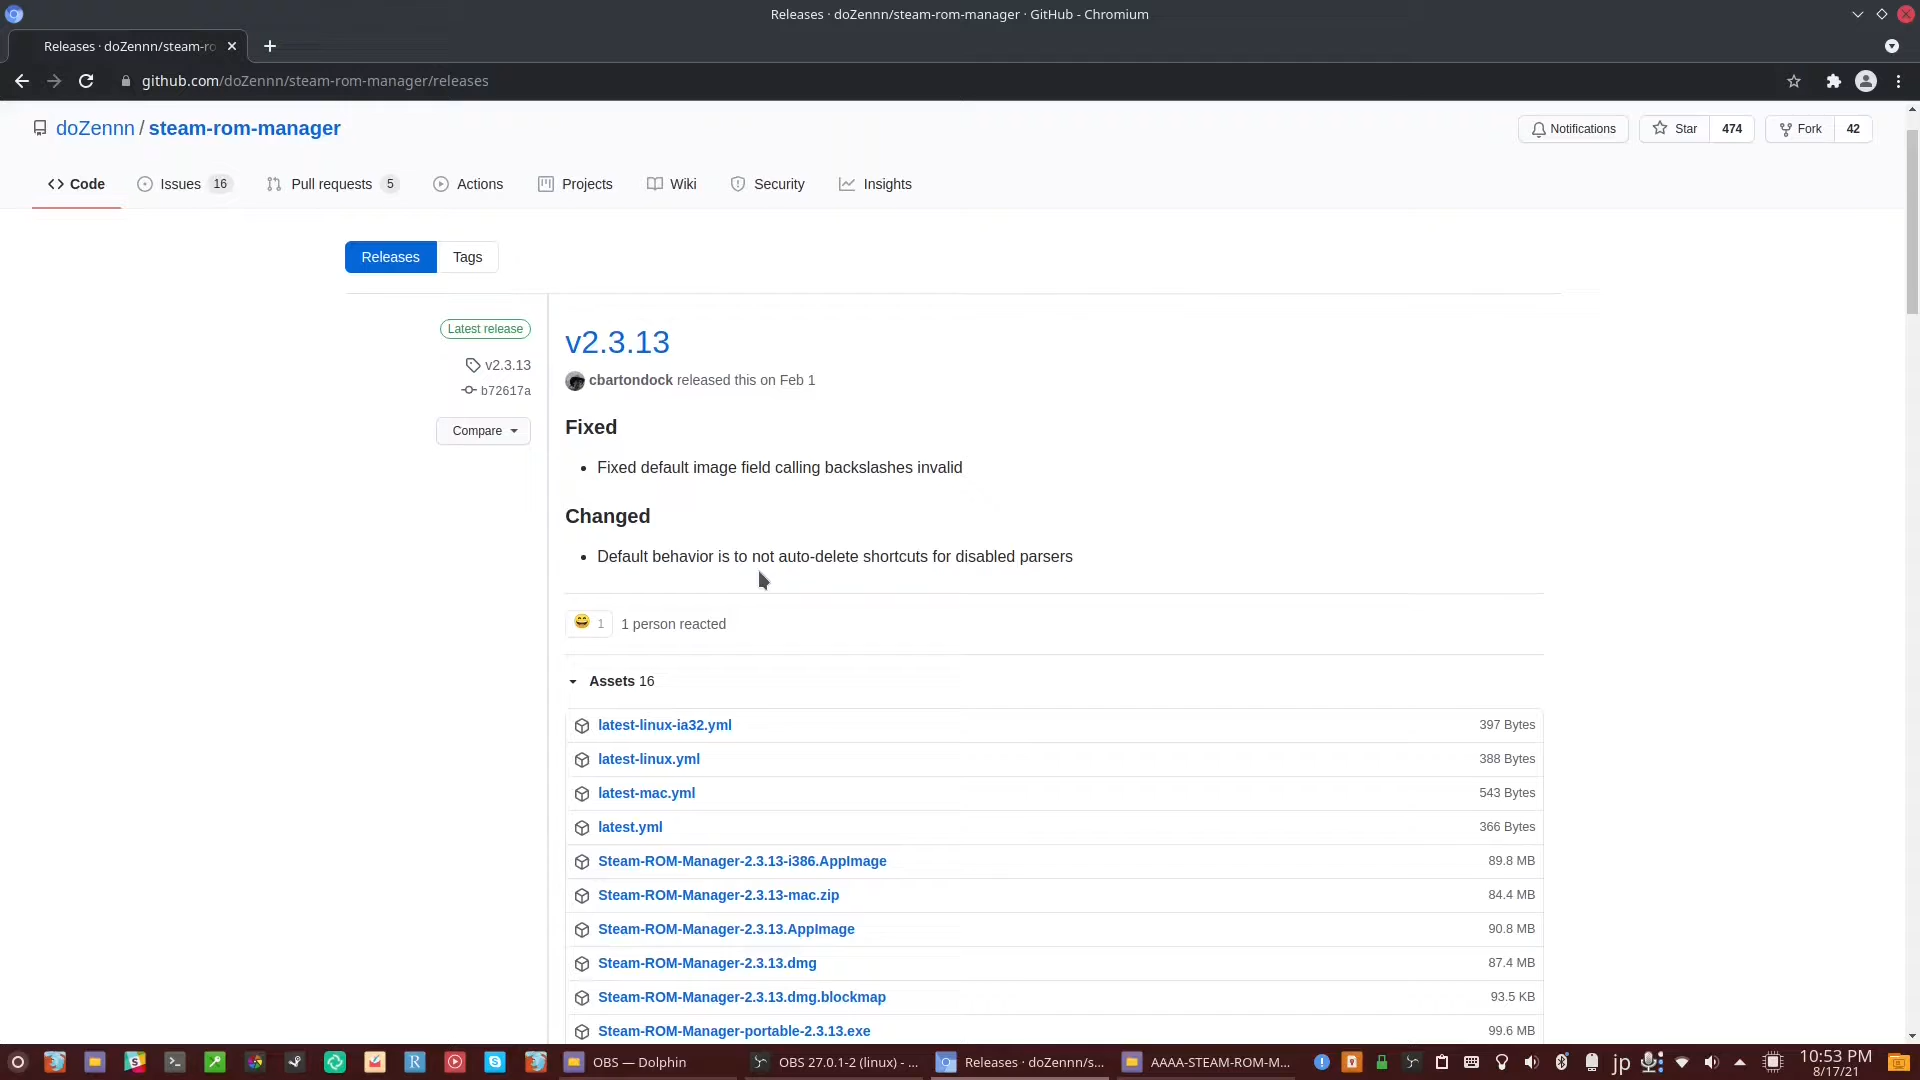 Releases · doZennn/steam-rom-manager · GitHub - Chromium
Releases · doZennn/steam-ro
github.com/doZennn/steam-rom-manager/releases
doZennn / steam-rom-manager
Notifications Star 474 Fork 42
Code Issues 16 Pull requests 5 Actions Projects Wiki Security Insights
Releases Tags
Latest release
v2.3.13
b72617a
Compare
v2.3.13
cbartondock released this on Feb 1
Fixed
• Fixed default image field calling backslashes invalid
Changed
• Default behavior is to not auto-delete shortcuts for disabled parsers
😄 1 1 person reacted
Assets 16
latest-linux-ia32.yml 397 Bytes
latest-linux.yml 388 Bytes
latest-mac.yml 543 Bytes
latest.yml 366 Bytes
Steam-ROM-Manager-2.3.13-i386.AppImage 89.8 MB
Steam-ROM-Manager-2.3.13-mac.zip 84.4 MB
Steam-ROM-Manager-2.3.13.AppImage 90.8 MB
Steam-ROM-Manager-2.3.13.dmg 87.4 MB
Steam-ROM-Manager-2.3.13.dmg.blockmap 93.5 KB
Steam-ROM-Manager-portable-2.3.13.exe 99.6 MB
OBS — Dolphin OBS 27.0.1-2 (linux) - ... Releases · doZennn/s... AAAA-STEAM-ROM-M... jp 10:53 PM
8/17/21